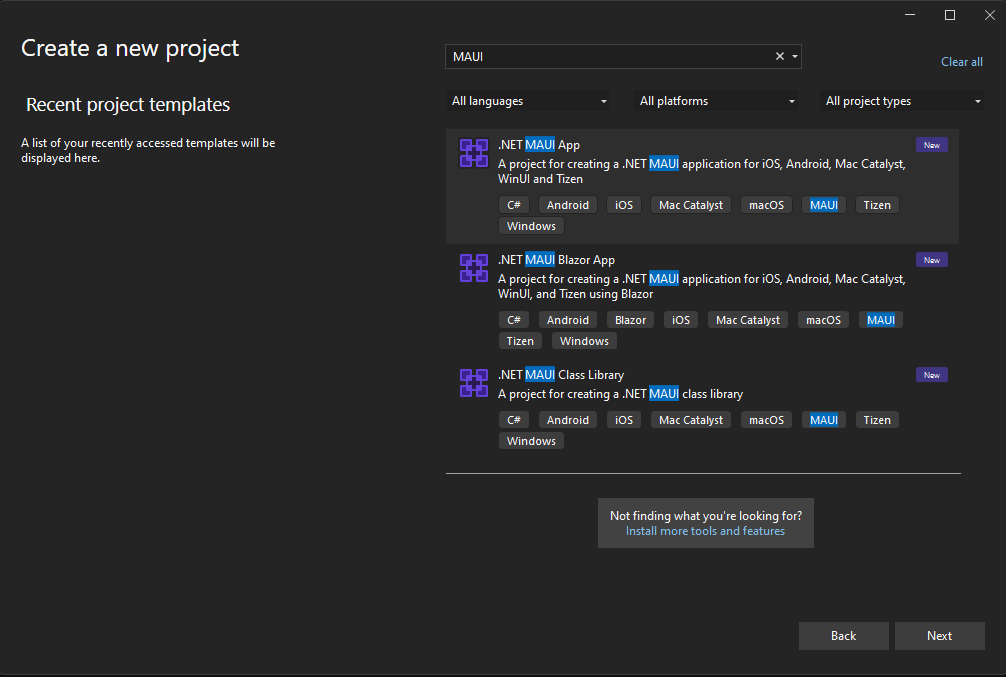 Create a new project
Recent project templates
A list of your recently accessed templates will be
displayed here.
MAUI
Clear all
All languages
All platforms
All project types
.NET MAUI App
New
A project for creating a .NET MAUI application for iOS, Android, Mac Catalyst,
WinUI and Tizen
C# Android iOS Mac Catalyst macOS MAUI Tizen
Windows
.NET MAUI Blazor App
New
A project for creating a .NET MAUI application for iOS, Android, Mac Catalyst,
WinUI, and Tizen using Blazor
C# Android Blazor iOS Mac Catalyst macOS MAUI
Tizen Windows
.NET MAUI Class Library
New
A project for creating a .NET MAUI class library
C# Android iOS Mac Catalyst macOS MAUI Tizen
Windows
Not finding what you're looking for?
Install more tools and features
Back
Next